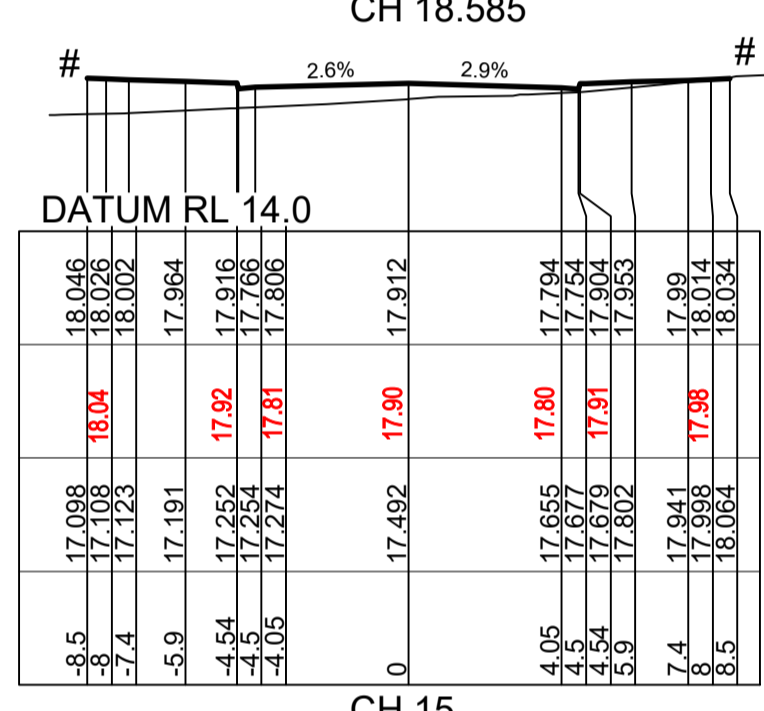 CH 18.585
# 2.6% 2.9% #
DATUM RL 14.0
18.046 18.026 18.002 17.964 17.916 17.766 17.806 17.912 17.794 17.754 17.904 17.953 17.99 18.014 18.034
18.04 17.92 17.81 17.90 17.80 17.91 17.98
17.098 17.108 17.123 17.191 17.252 17.254 17.274 17.492 17.655 17.677 17.679 17.802 17.941 17.998 18.064
-8.5 -8 -7.4 -5.9 -4.54 -4.5 -4.05 0 4.05 4.5 4.54 5.9 7.4 8 8.5
CH 15